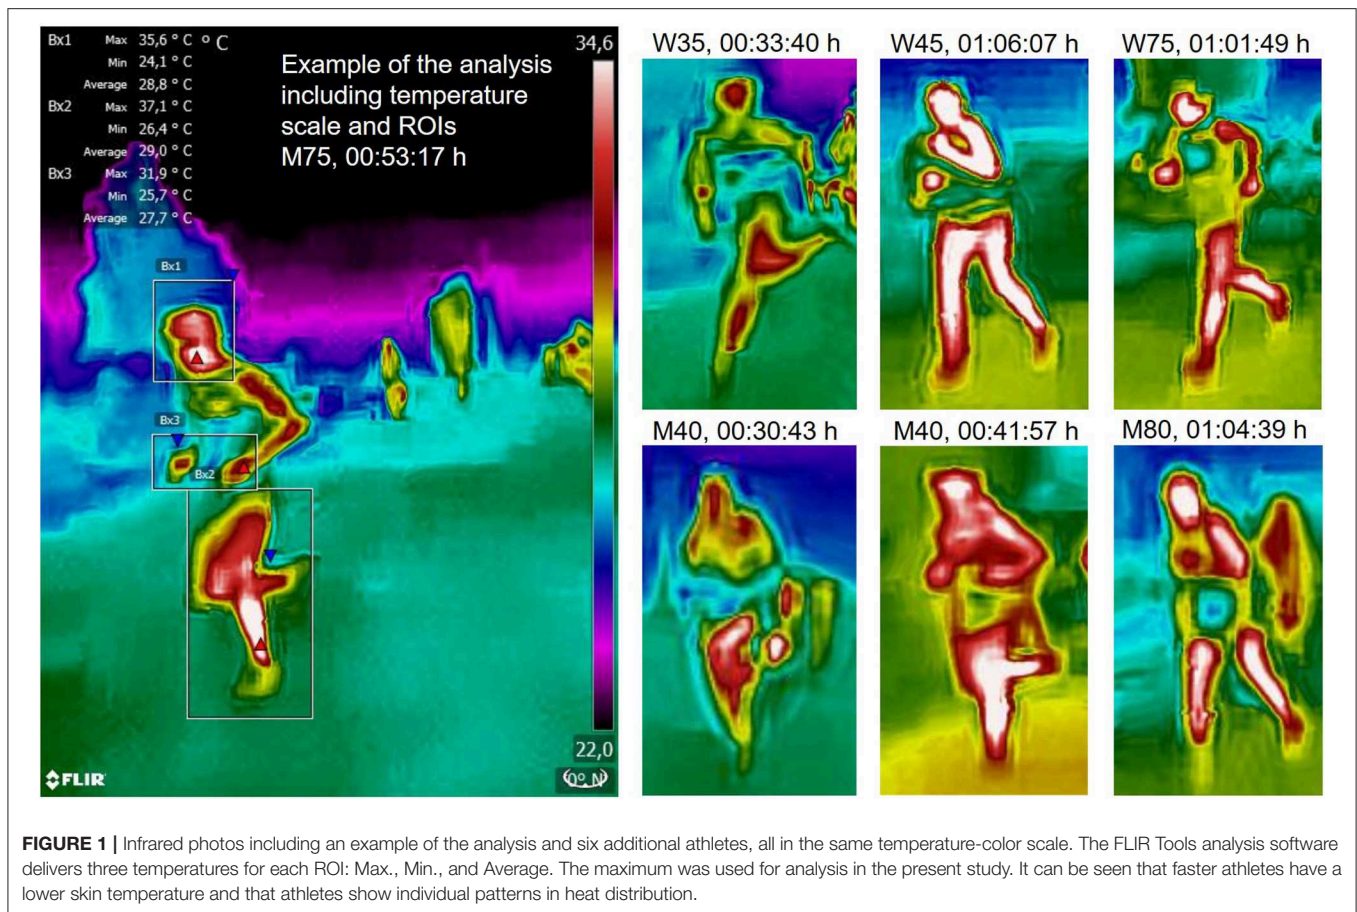 Bx1 Max 35,6 ° C ° C
Min 24,1 ° C
Average 28,8 ° C
Bx2 Max 37,1 ° C
Min 26,4 ° C
Average 29,0 ° C
Bx3 Max 31,9 ° C
Min 25,7 ° C
Average 27,7 ° C
Example of the analysis
including temperature
scale and ROIs
M75, 00:53:17 h
34,6
Bx1
Bx3
Bx2
22,0
FLIR
0° N
W35, 00:33:40 h
W45, 01:06:07 h
W75, 01:01:49 h
M40, 00:30:43 h
M40, 00:41:57 h
M80, 01:04:39 h
FIGURE 1 | Infrared photos including an example of the analysis and six additional athletes, all in the same temperature-color scale. The FLIR Tools analysis software
delivers three temperatures for each ROI: Max., Min., and Average. The maximum was used for analysis in the present study. It can be seen that faster athletes have a
lower skin temperature and that athletes show individual patterns in heat distribution.